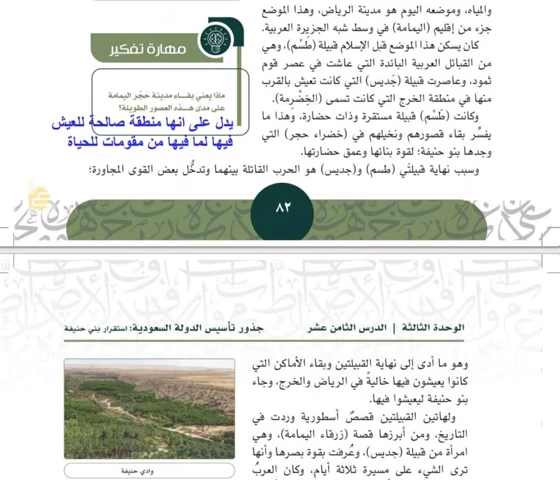 والمياه، وموضعه اليوم هو مدينة الرياض، وهذا الموضع
جزء من إقليم (اليمامة) في وسط شبه الجزيرة العربية.
كان يسكن هذا الموضع قبل الإسلام قبيلة (طَسْم)، وهي
من القبائل العربية البائدة التي عاشت في عصر قوم
ثمود، وعاصرت قبيلة (جَديس) التي كانت تعيش بالقرب
منها في منطقة الخرج التي كانت تسمى (الخِضْرمة).
وكانت (طَسْم) قبيلة مستقرة وذات حضارة، وهذا ما
يفسِّر بقاء قصورهم ونخيلهم في (خضراء حجر) التي
وجدها بنو حنيفة؛ لقوة بنائها وعمق حضارتها.
وسبب نهاية قبيلتَي (طسم) و(جديس) هو الحرب القاتلة بينهما وتدخُّل بعض القوى المجاورة؛
مهارة تفكير
ماذا يعني بقاء مدينة حَجْر اليمامة
على مدى هذه العصور الطويلة؟
يدل على انها منطقة صالحة للعيش
فيها لما فيها من مقومات للحياة
٨٢
الوحدة الثالثة | الدرس الثامن عشر
جذور تأسيس الدولة السعودية: استقرار بني حنيفة
وهو ما أدى إلى نهاية القبيلتين وبقاء الأماكن التي
كانوا يعيشون فيها خاليةً في الرياض والخرج، وجاء
بنو حنيفة ليعيشوا فيها.
ولهاتين القبيلتين قصصٌ أسطورية وردت في
التاريخ، ومن أبرزها قصة (زرقاء اليمامة)، وهي
امرأة من قبيلة (جديس)، وعُرفت بقوة بصرها وأنها
ترى الشيء على مسيرة ثلاثة أيام، وكان العربُ
وادي حنيفة